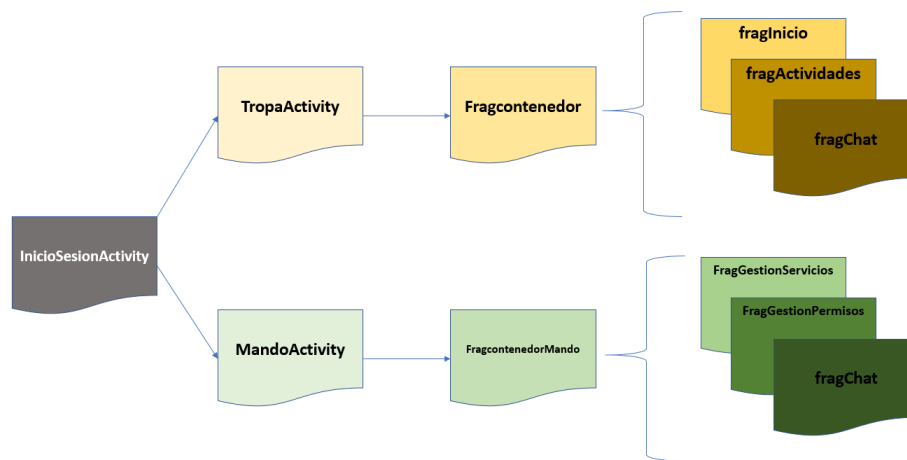 fragInicio
fragActividades
fragChat
TropaActivity
Fragcontenedor
InicioSesionActivity
FragGestionServicios
FragGestionPermisos
fragChat
MandoActivity
FragcontenedorMando